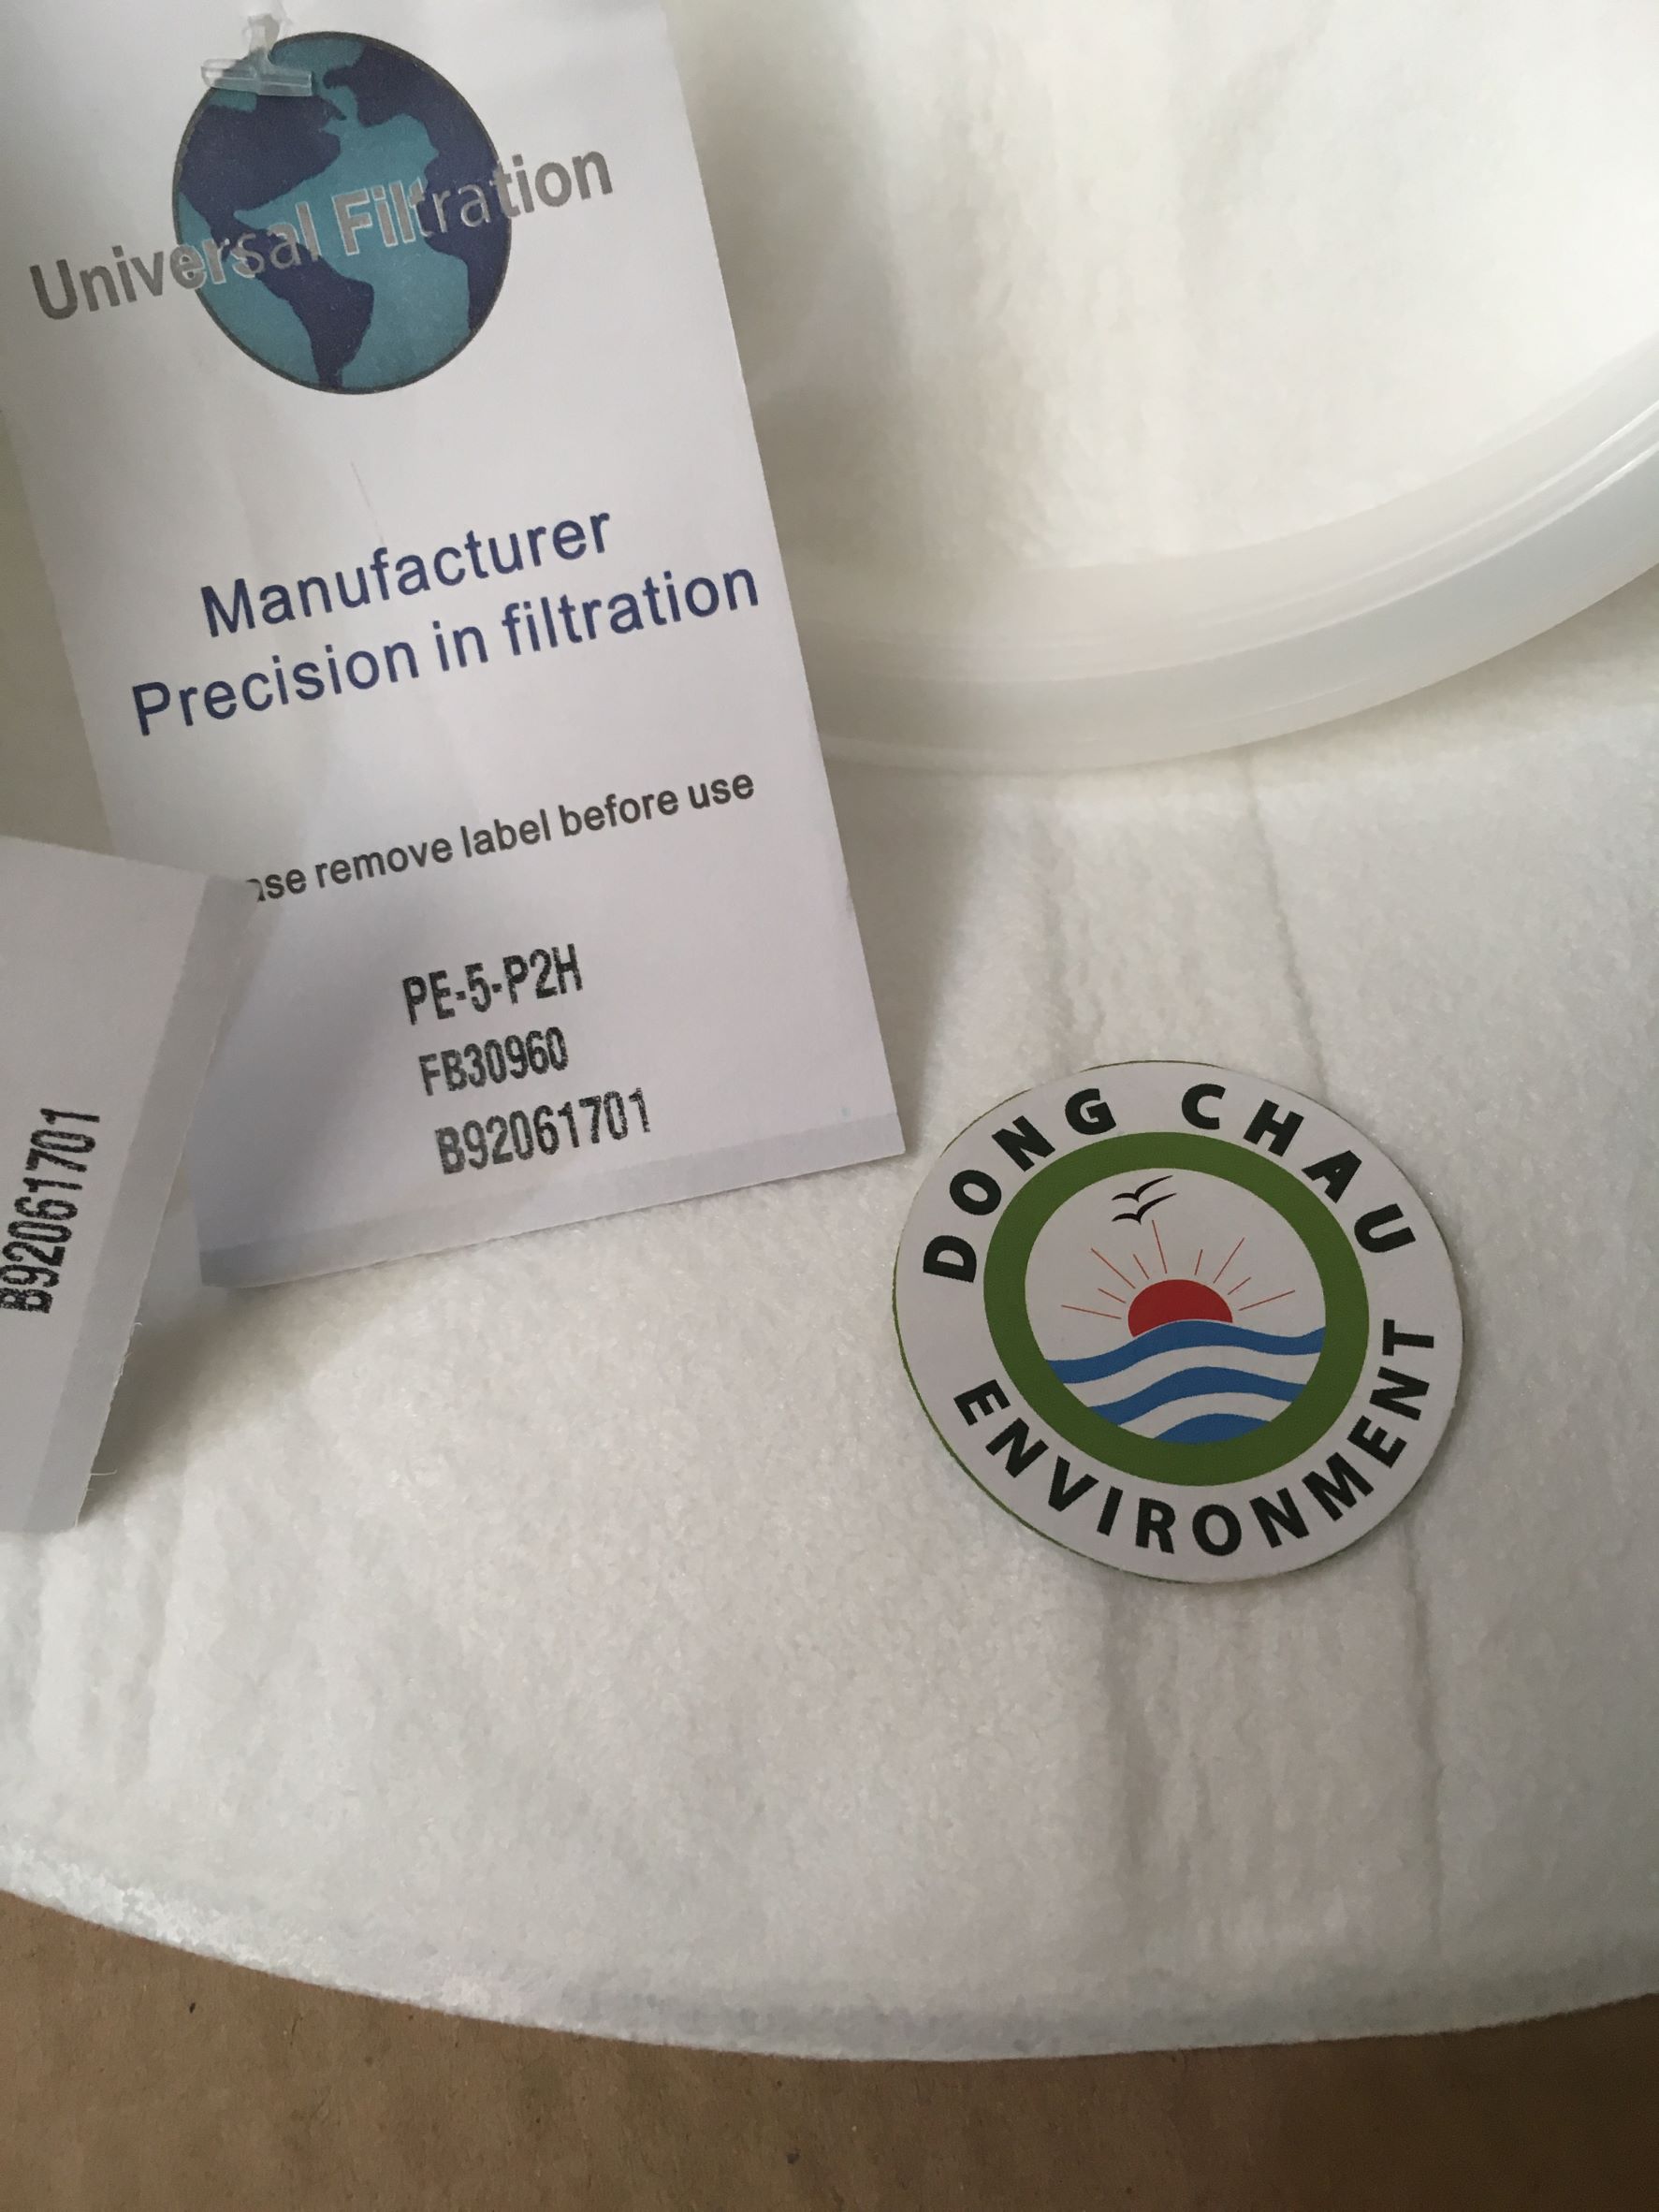 Universal Filtration
Manufacturer
Precision in filtration
remove label before use
PE-5-P2H
FB30960
B92061701
B92061701
DONG CHAU
ENVIRONMENT